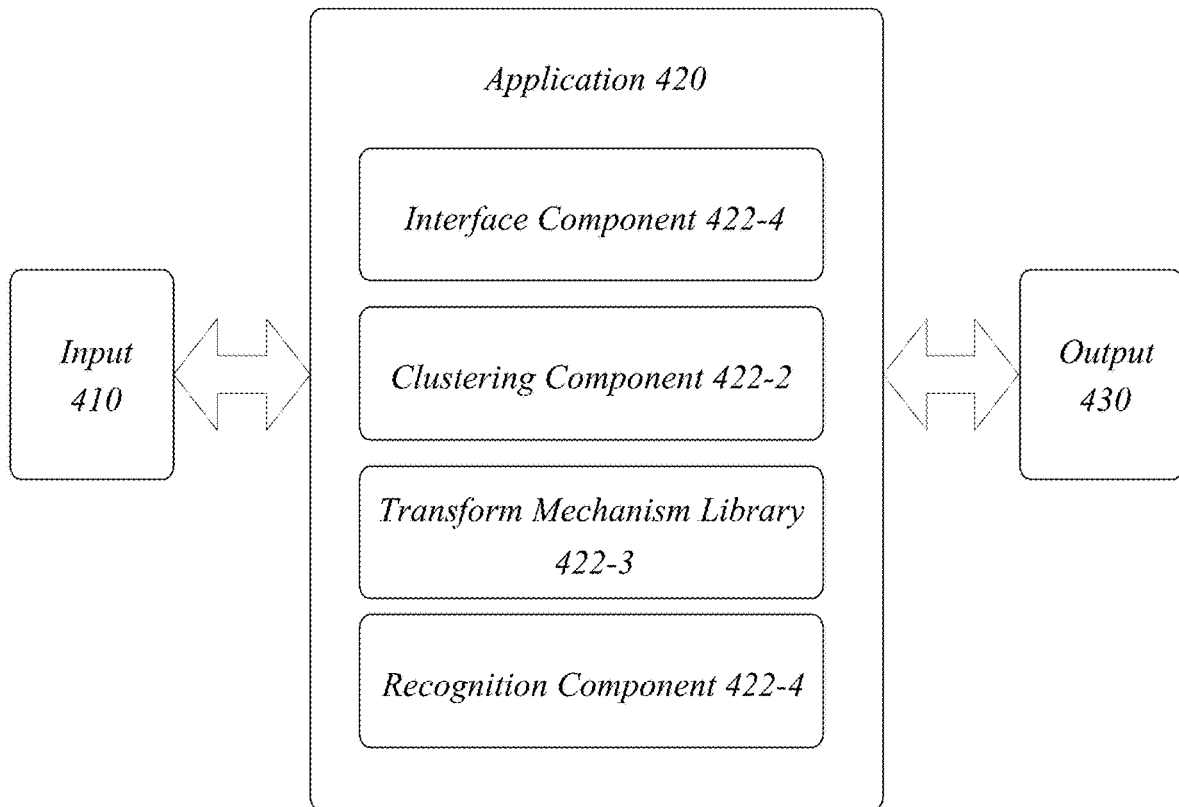 Application 420
Interface Component 422-4
Input
410
Clustering Component 422-2
Output
430
Transform Mechanism Library
422-3
Recognition Component 422-4